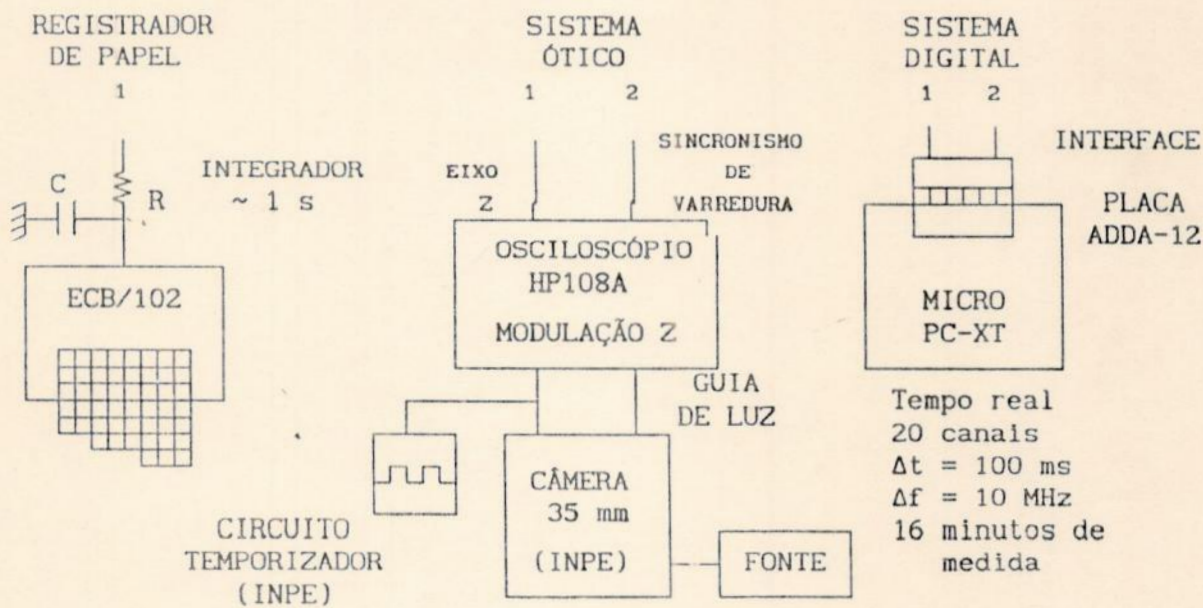 REGISTRADOR
DE PAPEL
1
C
R
INTEGRADOR
~ 1 s
ECB/102
SISTEMA
ÓTICO
1 2
EIXO
Z
SINCRONISMO
DE
VARREDURA
OSCILOSCÓPIO
HP108A
MODULAÇÃO Z
GUIA
DE LUZ
CÂMERA
35 mm
(INPE)
CIRCUITO
TEMPORIZADOR
(INPE)
FONTE
SISTEMA
DIGITAL
1 2
INTERFACE
PLACA
ADDA-12
MICRO
PC-XT
Tempo real
20 canais
Δt = 100 ms
Δf = 10 MHz
16 minutos de
medida